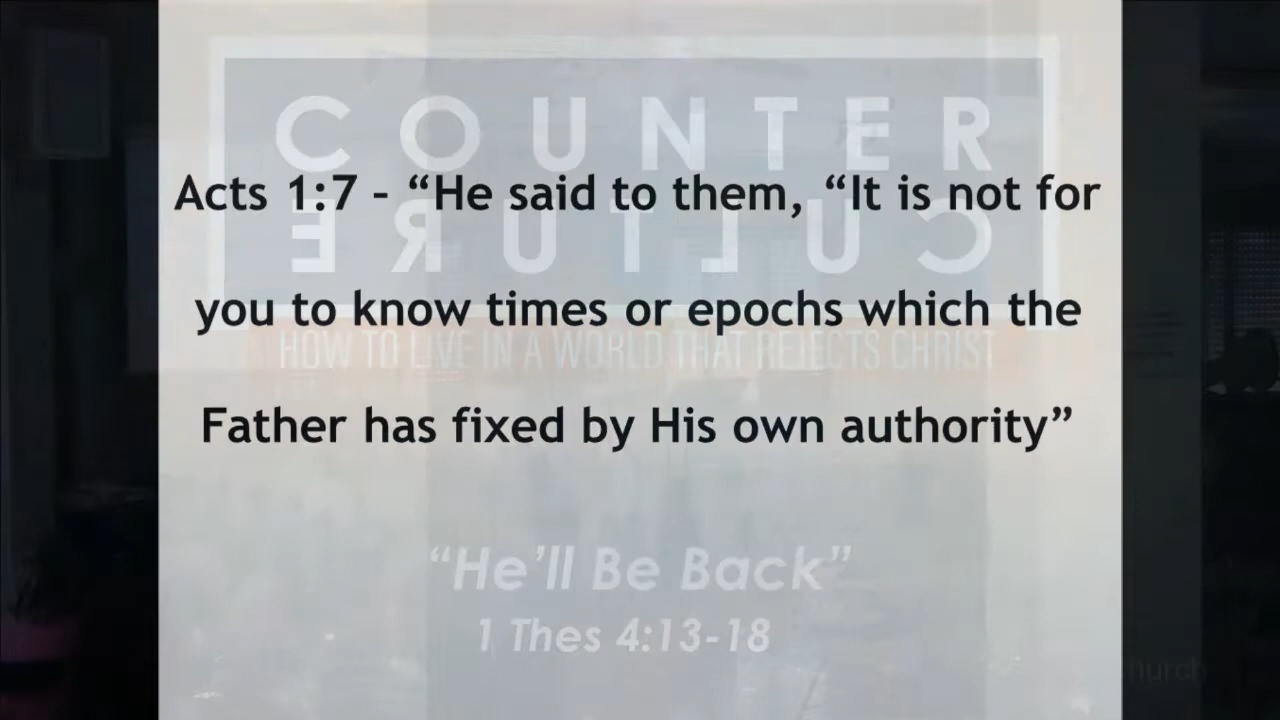 COUNTER
Acts 1:7 – “He said to them, “It is not for
CULTURE
you to know times or epochs which the
HOW TO LIVE IN A WORLD THAT REJECTS CHRIST
Father has fixed by His own authority”
“He’ll Be Back”
1 Thes 4:13-18
hurch